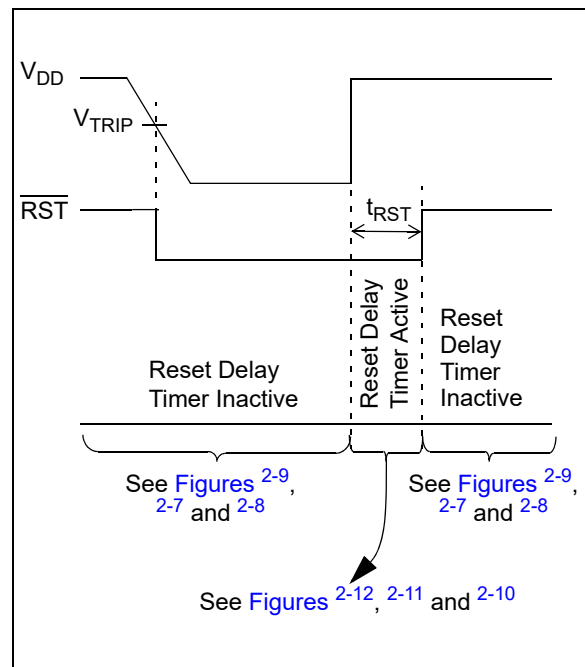 VDD
VTRIP
RST
tRST
Reset Delay
Timer Inactive
Reset Delay
Timer Active
Reset
Delay
Timer
Inactive
See Figures 2-9,
2-7 and 2-8
See Figures 2-9,
2-7 and 2-8
See Figures 2-12, 2-11 and 2-10